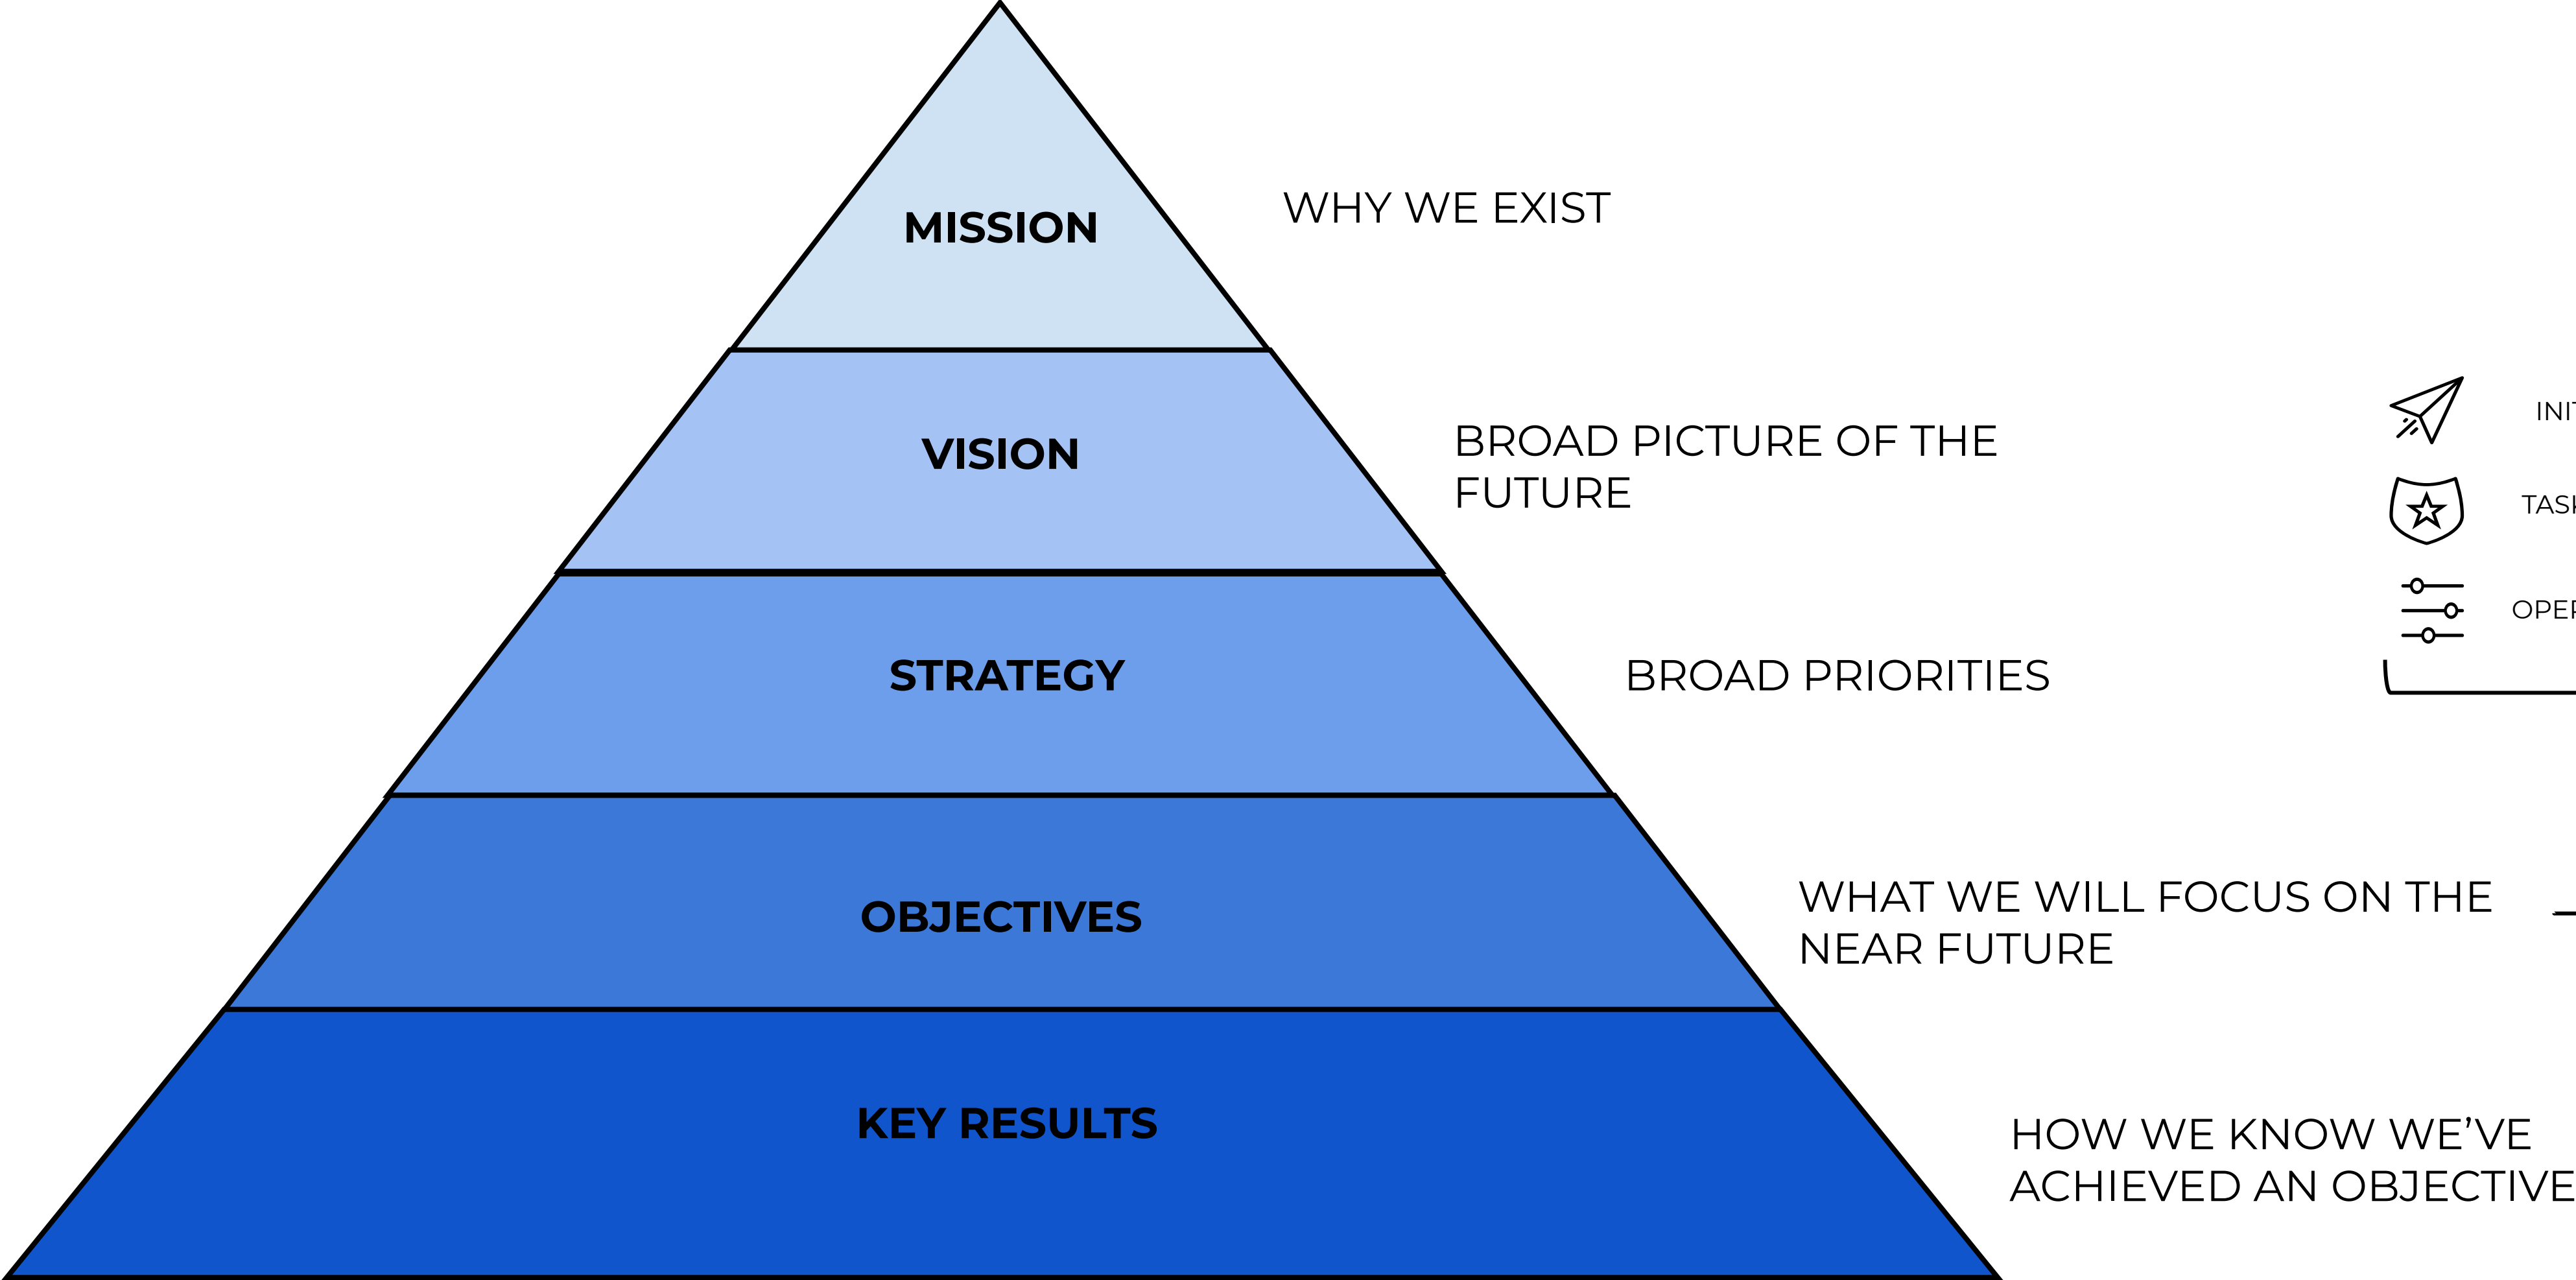 MISSION
WHY WE EXIST
VISION
BROAD PICTURE OF THE
FUTURE
STRATEGY
BROAD PRIORITIES
OBJECTIVES
WHAT WE WILL FOCUS ON THE
NEAR FUTURE
KEY RESULTS
HOW WE KNOW WE’VE
ACHIEVED AN OBJECTIVE